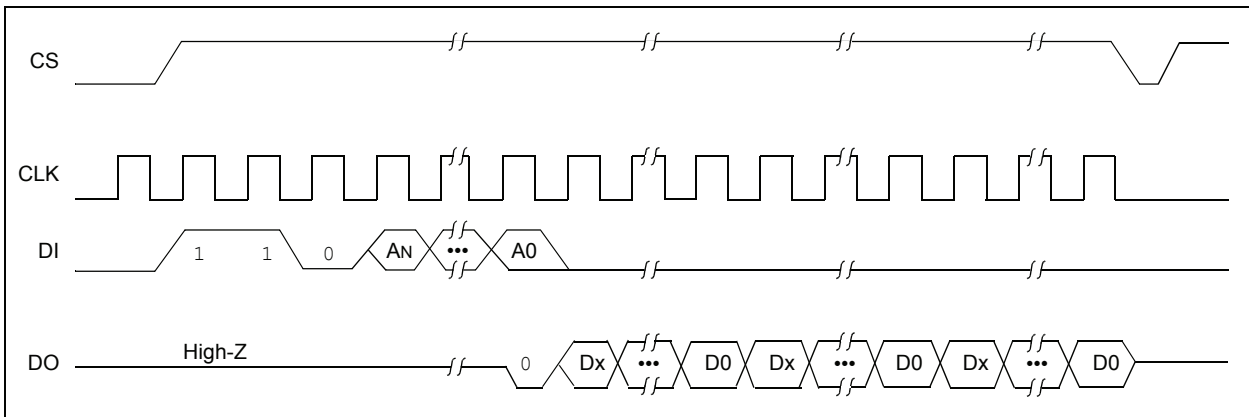 CS
CLK
DI 1 1 0 AN ••• A0
High-Z
DO 0 Dx ••• D0 Dx ••• D0 Dx ••• D0